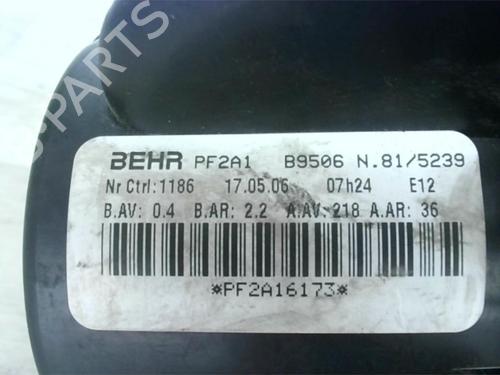 BEHR PF2A1 B9506 N.81/5239
Nr Ctrl:1186 17.05.06 07h24 E12
B.AV: 0.4 B.AR: 2.2 A.AV:218 A.AR: 36
*PF2A16173*
B-PARTS